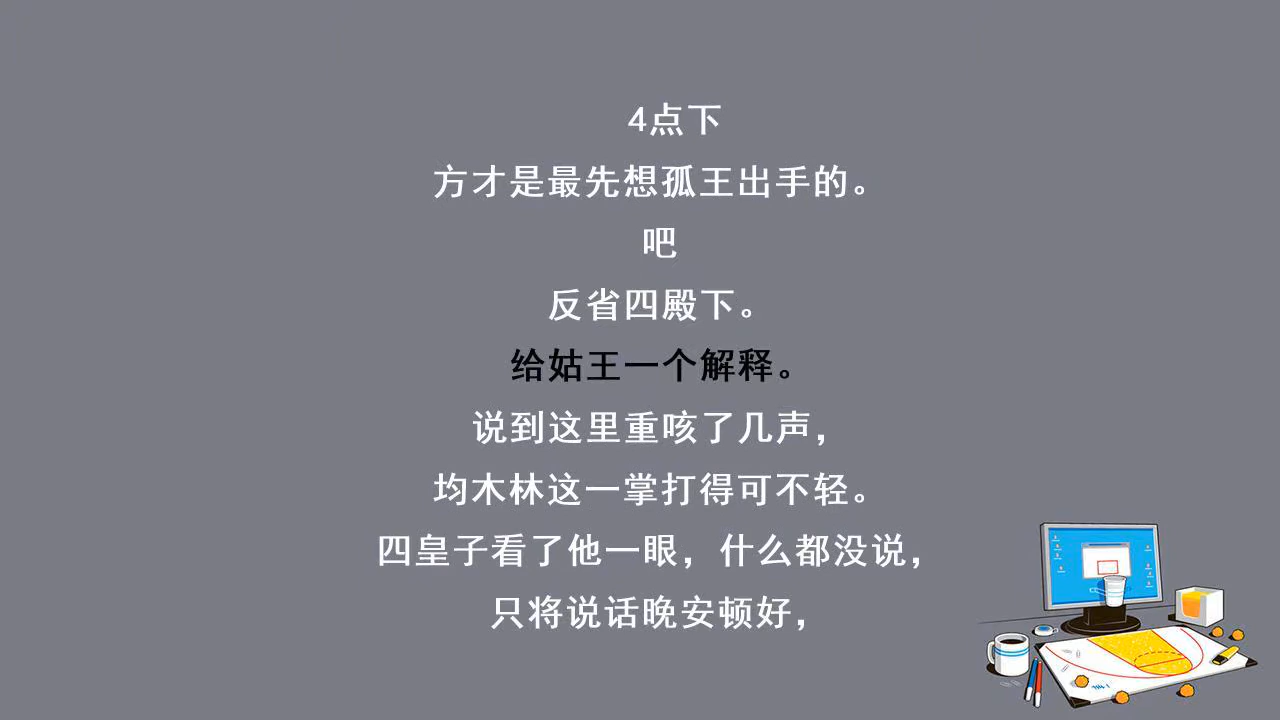 4点下
方才是最先想孤王出手的。
吧
反省四殿下。
给姑王一个解释。
说到这里重咳了几声，
均木林这一掌打得可不轻。
四皇子看了他一眼，什么都没说，
只将说话晚安顿好，